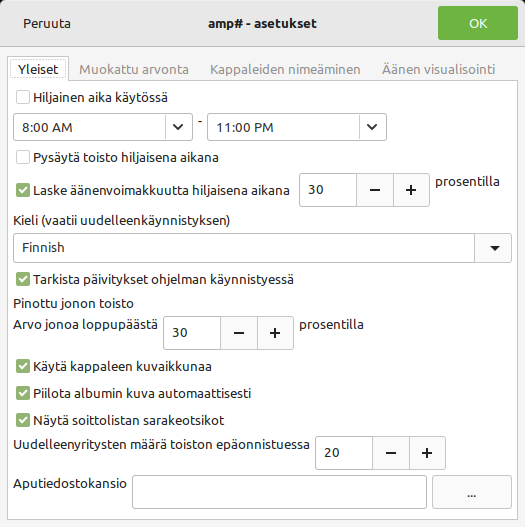 Peruuta amp# - asetukset OK
Yleiset Muokattu arvonta Kappaleiden nimeäminen Äänen visualisointi
Hiljainen aika käytössä
8:00 AM - 11:00 PM
Pysäytä toisto hiljaisena aikana
Laske äänenvoimakkuutta hiljaisena aikana 30 − + prosentilla
Kieli (vaatii uudelleenkäynnistyksen)
Finnish
Tarkista päivitykset ohjelman käynnistyessä
Pinottu jonon toisto
Arvo jonoa loppupäästä 30 − + prosentilla
Käytä kappaleen kuvaikkunaa
Piilota albumin kuva automaattisesti
Näytä soittolistan sarakeotsikot
Uudelleenyritysten määrä toiston epäonnistuessa 20 − +
Aputiedostokansio ...